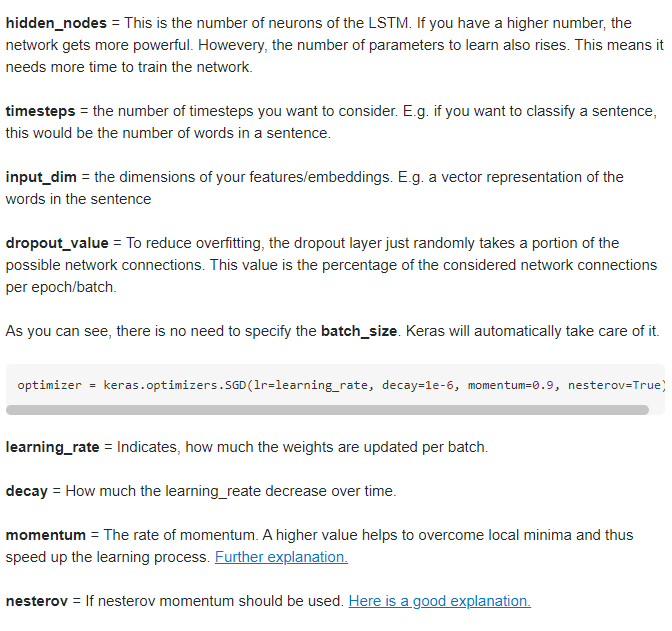 hidden_nodes = This is the number of neurons of the LSTM. If you have a higher number, the
network gets more powerful. Howevery, the number of parameters to learn also rises. This means it
needs more time to train the network.
timesteps = the number of timesteps you want to consider. E.g. if you want to classify a sentence,
this would be the number of words in a sentence.
input_dim = the dimensions of your features/embeddings. E.g. a vector representation of the
words in the sentence
dropout_value = To reduce overfitting, the dropout layer just randomly takes a portion of the
possible network connections. This value is the percentage of the considered network connections
per epoch/batch.
As you can see, there is no need to specify the batch_size. Keras will automatically take care of it.
optimizer = keras.optimizers.SGD(lr=learning_rate, decay=1e-6, momentum=0.9, nesterov=True)
learning_rate = Indicates, how much the weights are updated per batch.
decay = How much the learning_reate decrease over time.
momentum = The rate of momentum. A higher value helps to overcome local minima and thus
speed up the learning process. Further explanation.
nesterov = If nesterov momentum should be used. Here is a good explanation.